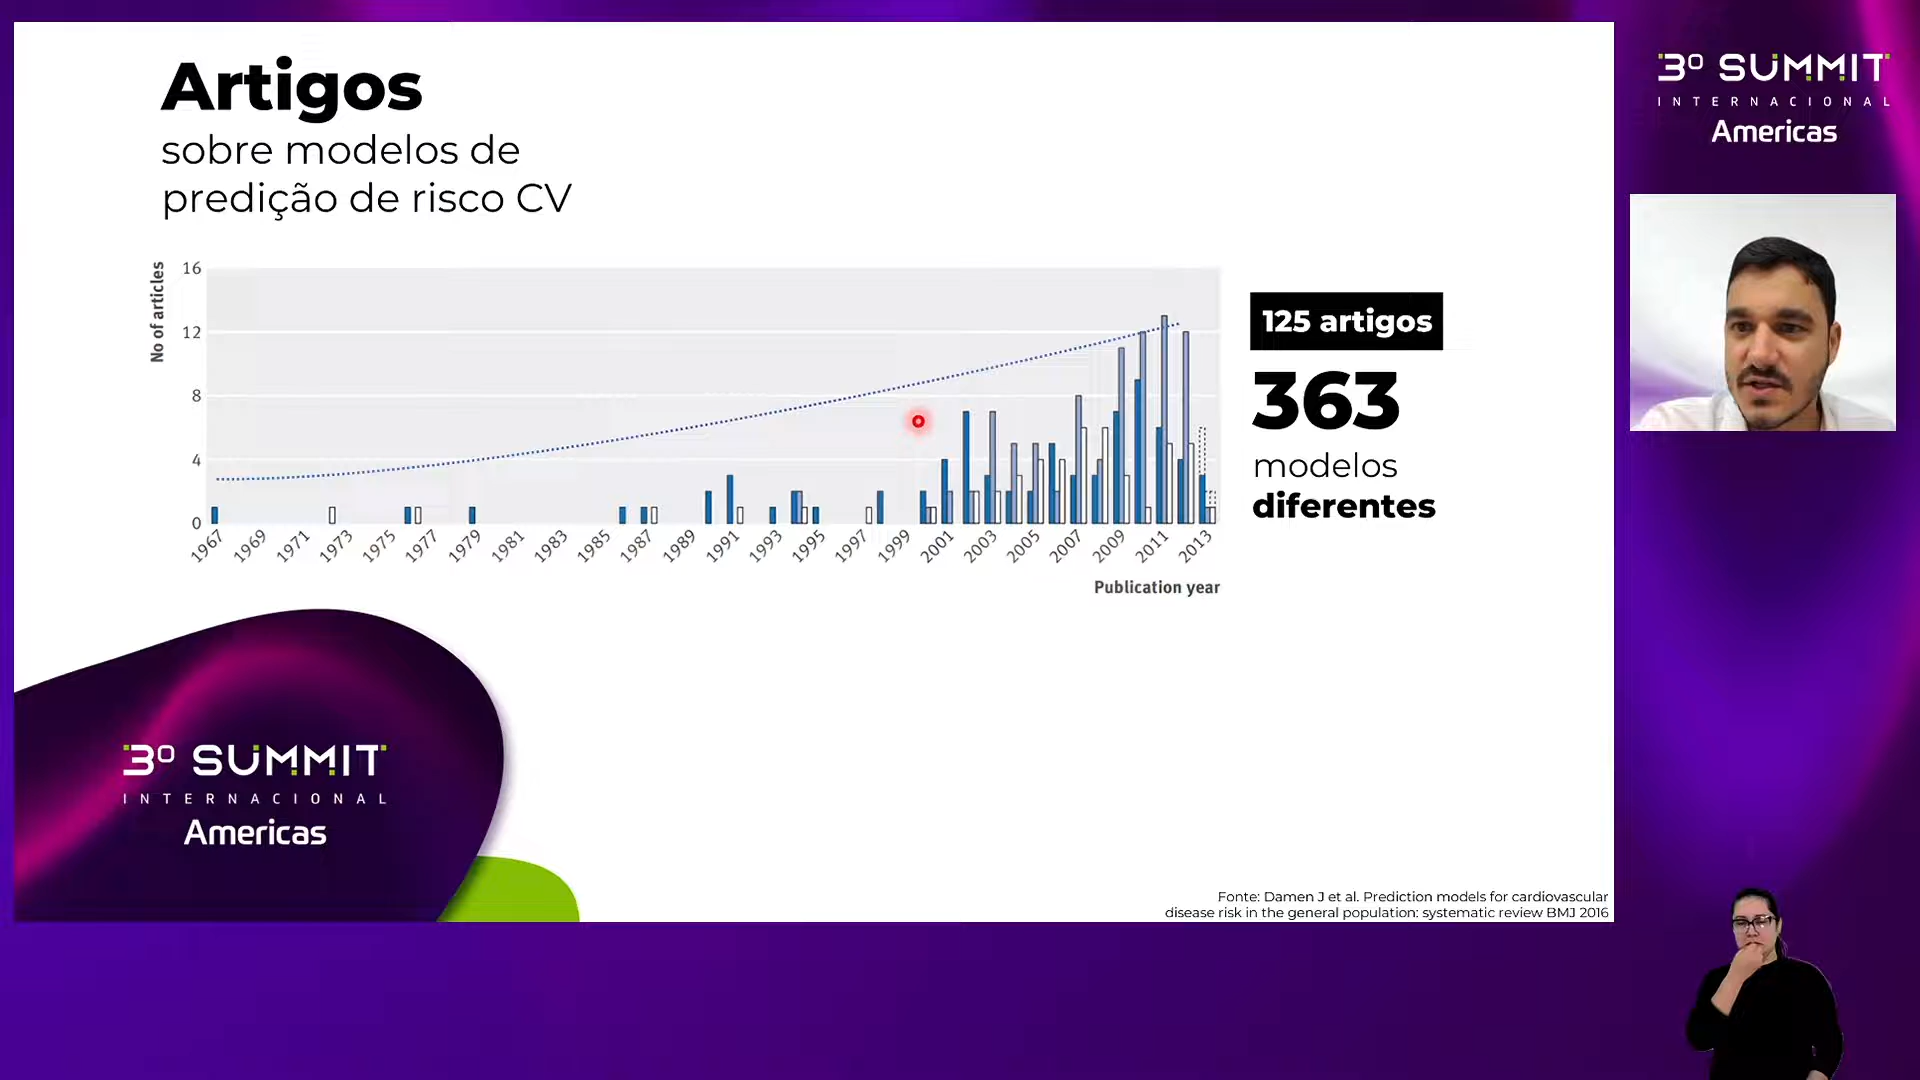 Artigos
sobre modelos de
predição de risco CV
No of articles
16
12
8
4
0
1967
1969
1971
1973
1975
1977
1979
1981
1983
1985
1987
1989
1991
1993
1995
1997
1999
2001
2003
2005
2007
2009
2011
2013
Publication year
125 artigos
363
modelos
diferentes
3º SUMMIT
INTERNACIONAL
Americas
Fonte: Damen J et al. Prediction models for cardiovascular
disease risk in the general population: systematic review BMJ 2016
3º SUMMIT
INTERNACIONAL
Americas